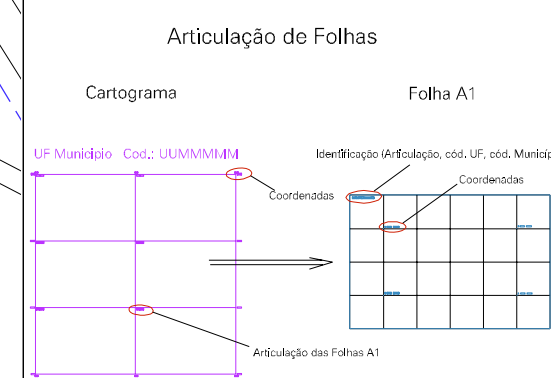 Articulação de Folhas
Cartograma
Folha A1
UF Municipio Cod.: UUMMMMM
Identificação (Articulação, cód. UF, cód. Municíp
Coordenadas
Coordenadas
Articulação das Folhas A1